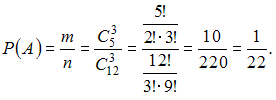 P(A) = m/n = C_5^3/C_12^3 = (5!/(2!·3!))/(12!/(3!·9!)) = 10/220 = 1/22.